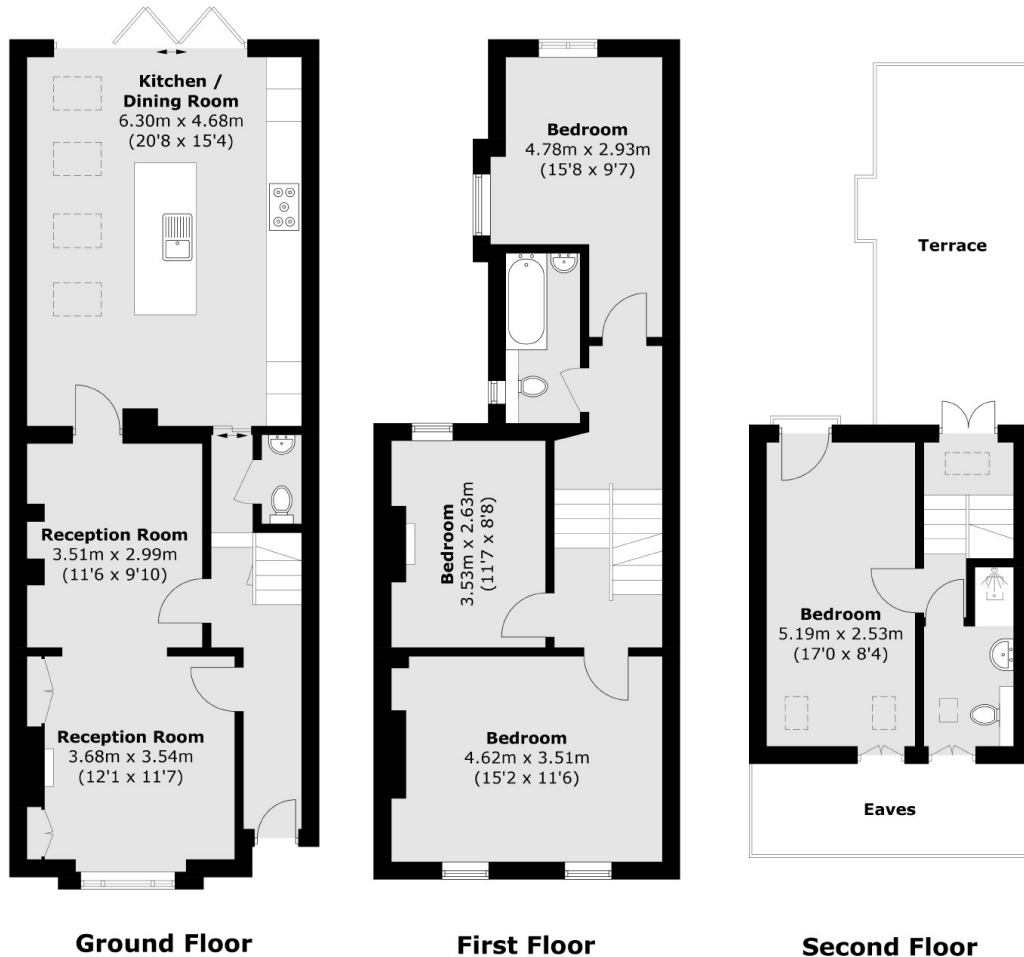 Kitchen /
Dining Room
6.30m x 4.68m
(20'8 x 15'4)
Reception Room
3.51m x 2.99m
(11'6 x 9'10)
Reception Room
3.68m x 3.54m
(12'1 x 11'7)
Ground Floor
Bedroom
4.78m x 2.93m
(15'8 x 9'7)
Bedroom
3.53m x 2.63m
(11'7 x 8'8)
Bedroom
4.62m x 3.51m
(15'2 x 11'6)
First Floor
Terrace
Bedroom
5.19m x 2.53m
(17'0 x 8'4)
Eaves
Second Floor